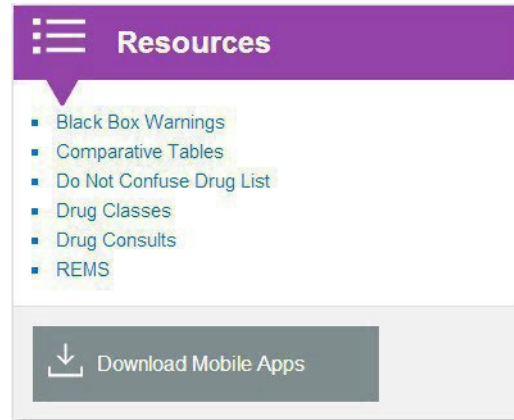 Resources
Black Box Warnings
Comparative Tables
Do Not Confuse Drug List
Drug Classes
Drug Consults
REMS
Download Mobile Apps